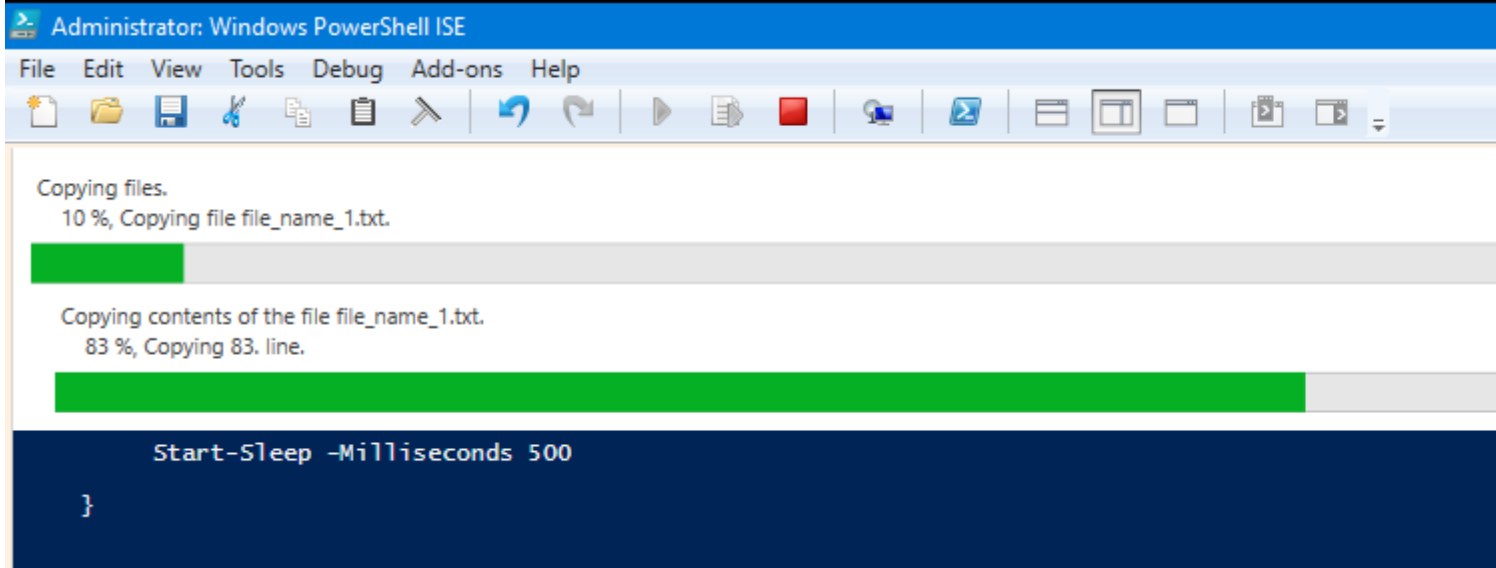 Administrator: Windows PowerShell ISE
File Edit View Tools Debug Add-ons Help
Copying files.
10 %, Copying file file_name_1.txt.
Copying contents of the file file_name_1.txt.
83 %, Copying 83. line.
Start-Sleep -Milliseconds 500
}